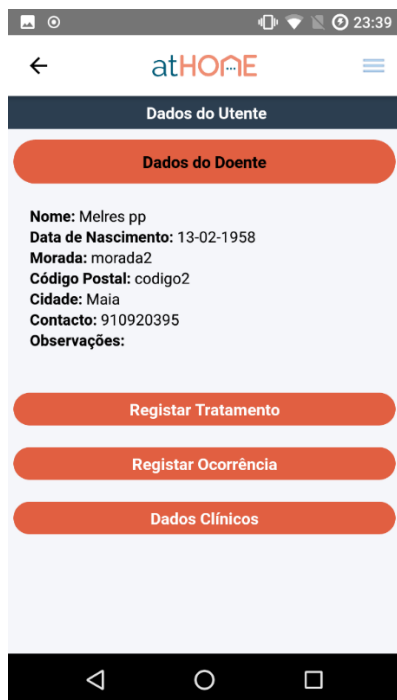 23:39
atHOME
Dados do Utente
Dados do Doente
Nome: Melres pp
Data de Nascimento: 13-02-1958
Morada: morada2
Código Postal: codigo2
Cidade: Maia
Contacto: 910920395
Observações:
Registar Tratamento
Registar Ocorrência
Dados Clínicos